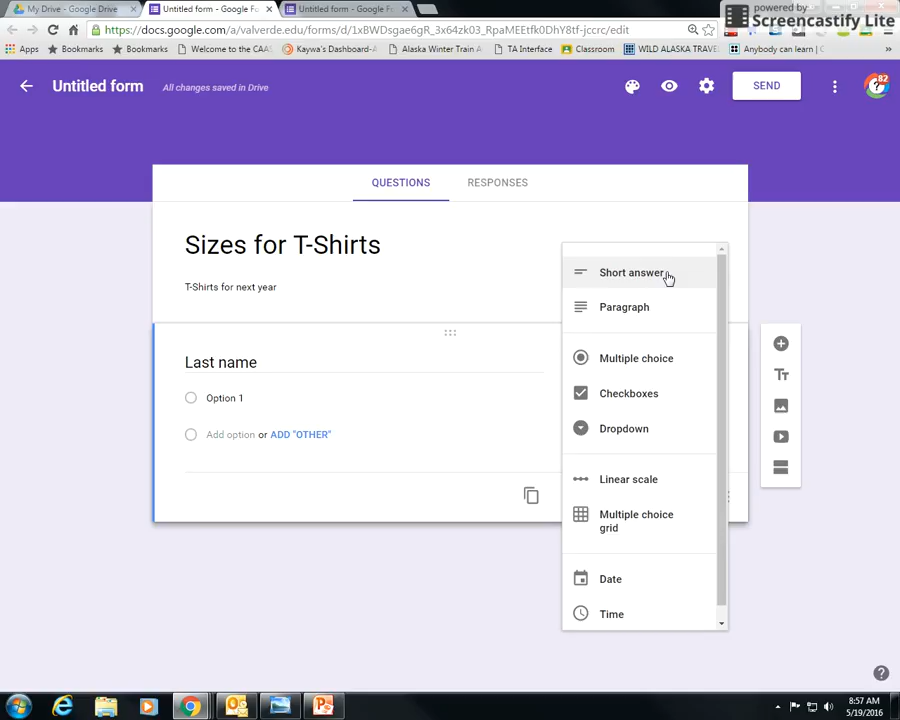 powered by
Screencastify Lite
My Drive - Google Drive
Untitled form - Google Fo
Untitled form - Google F
https://docs.google.com/a/valverde.edu/forms/d/1xBWDsgae6gR_3x64zk03_RpaMEEtfk0DhY8tf-jccrc/edit
Apps Bookmarks Bookmarks Welcome to the CAAS Kaywa's Dashboard-A Alaska Winter Train A TA Interface Classroom WILD ALASKA TRAVEL Anybody can learn | C »
Untitled form All changes saved in Drive SEND 82
QUESTIONS RESPONSES
Sizes for T-Shirts
T-Shirts for next year
Last name
Option 1
Add option or ADD "OTHER"
Short answer
Paragraph
Multiple choice
Checkboxes
Dropdown
Linear scale
Multiple choice
grid
Date
Time
8:57 AM
5/19/2016